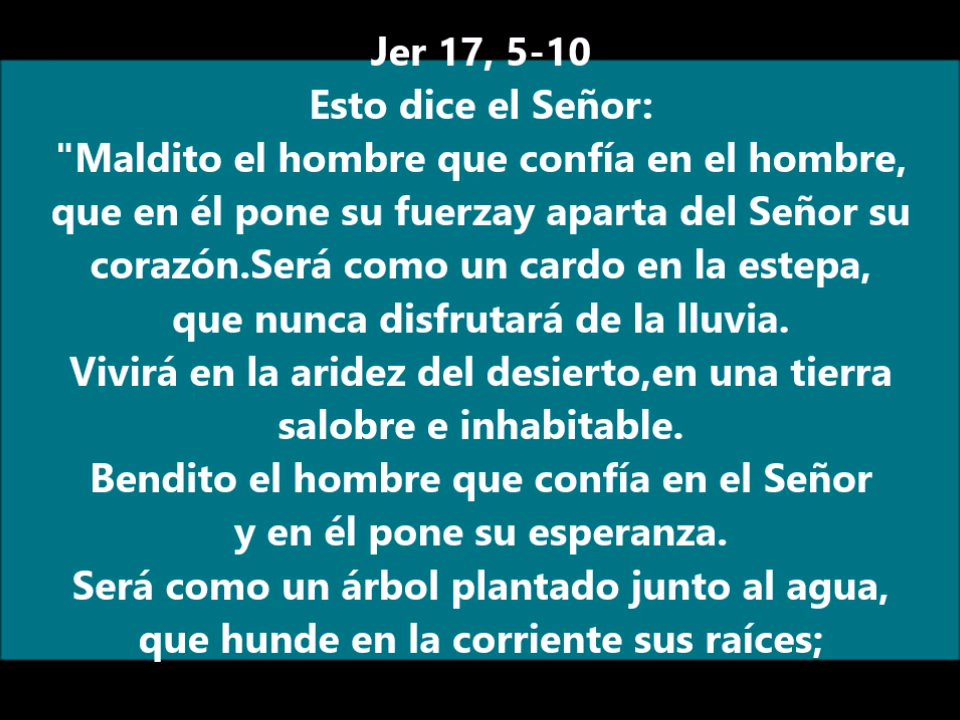 Jer 17, 5-10
Esto dice el Señor:
"Maldito el hombre que confía en el hombre,
que en él pone su fuerzay aparta del Señor su
corazón.Será como un cardo en la estepa,
que nunca disfrutará de la lluvia.
Vivirá en la aridez del desierto,en una tierra
salobre e inhabitable.
Bendito el hombre que confía en el Señor
y en él pone su esperanza.
Será como un árbol plantado junto al agua,
que hunde en la corriente sus raíces;